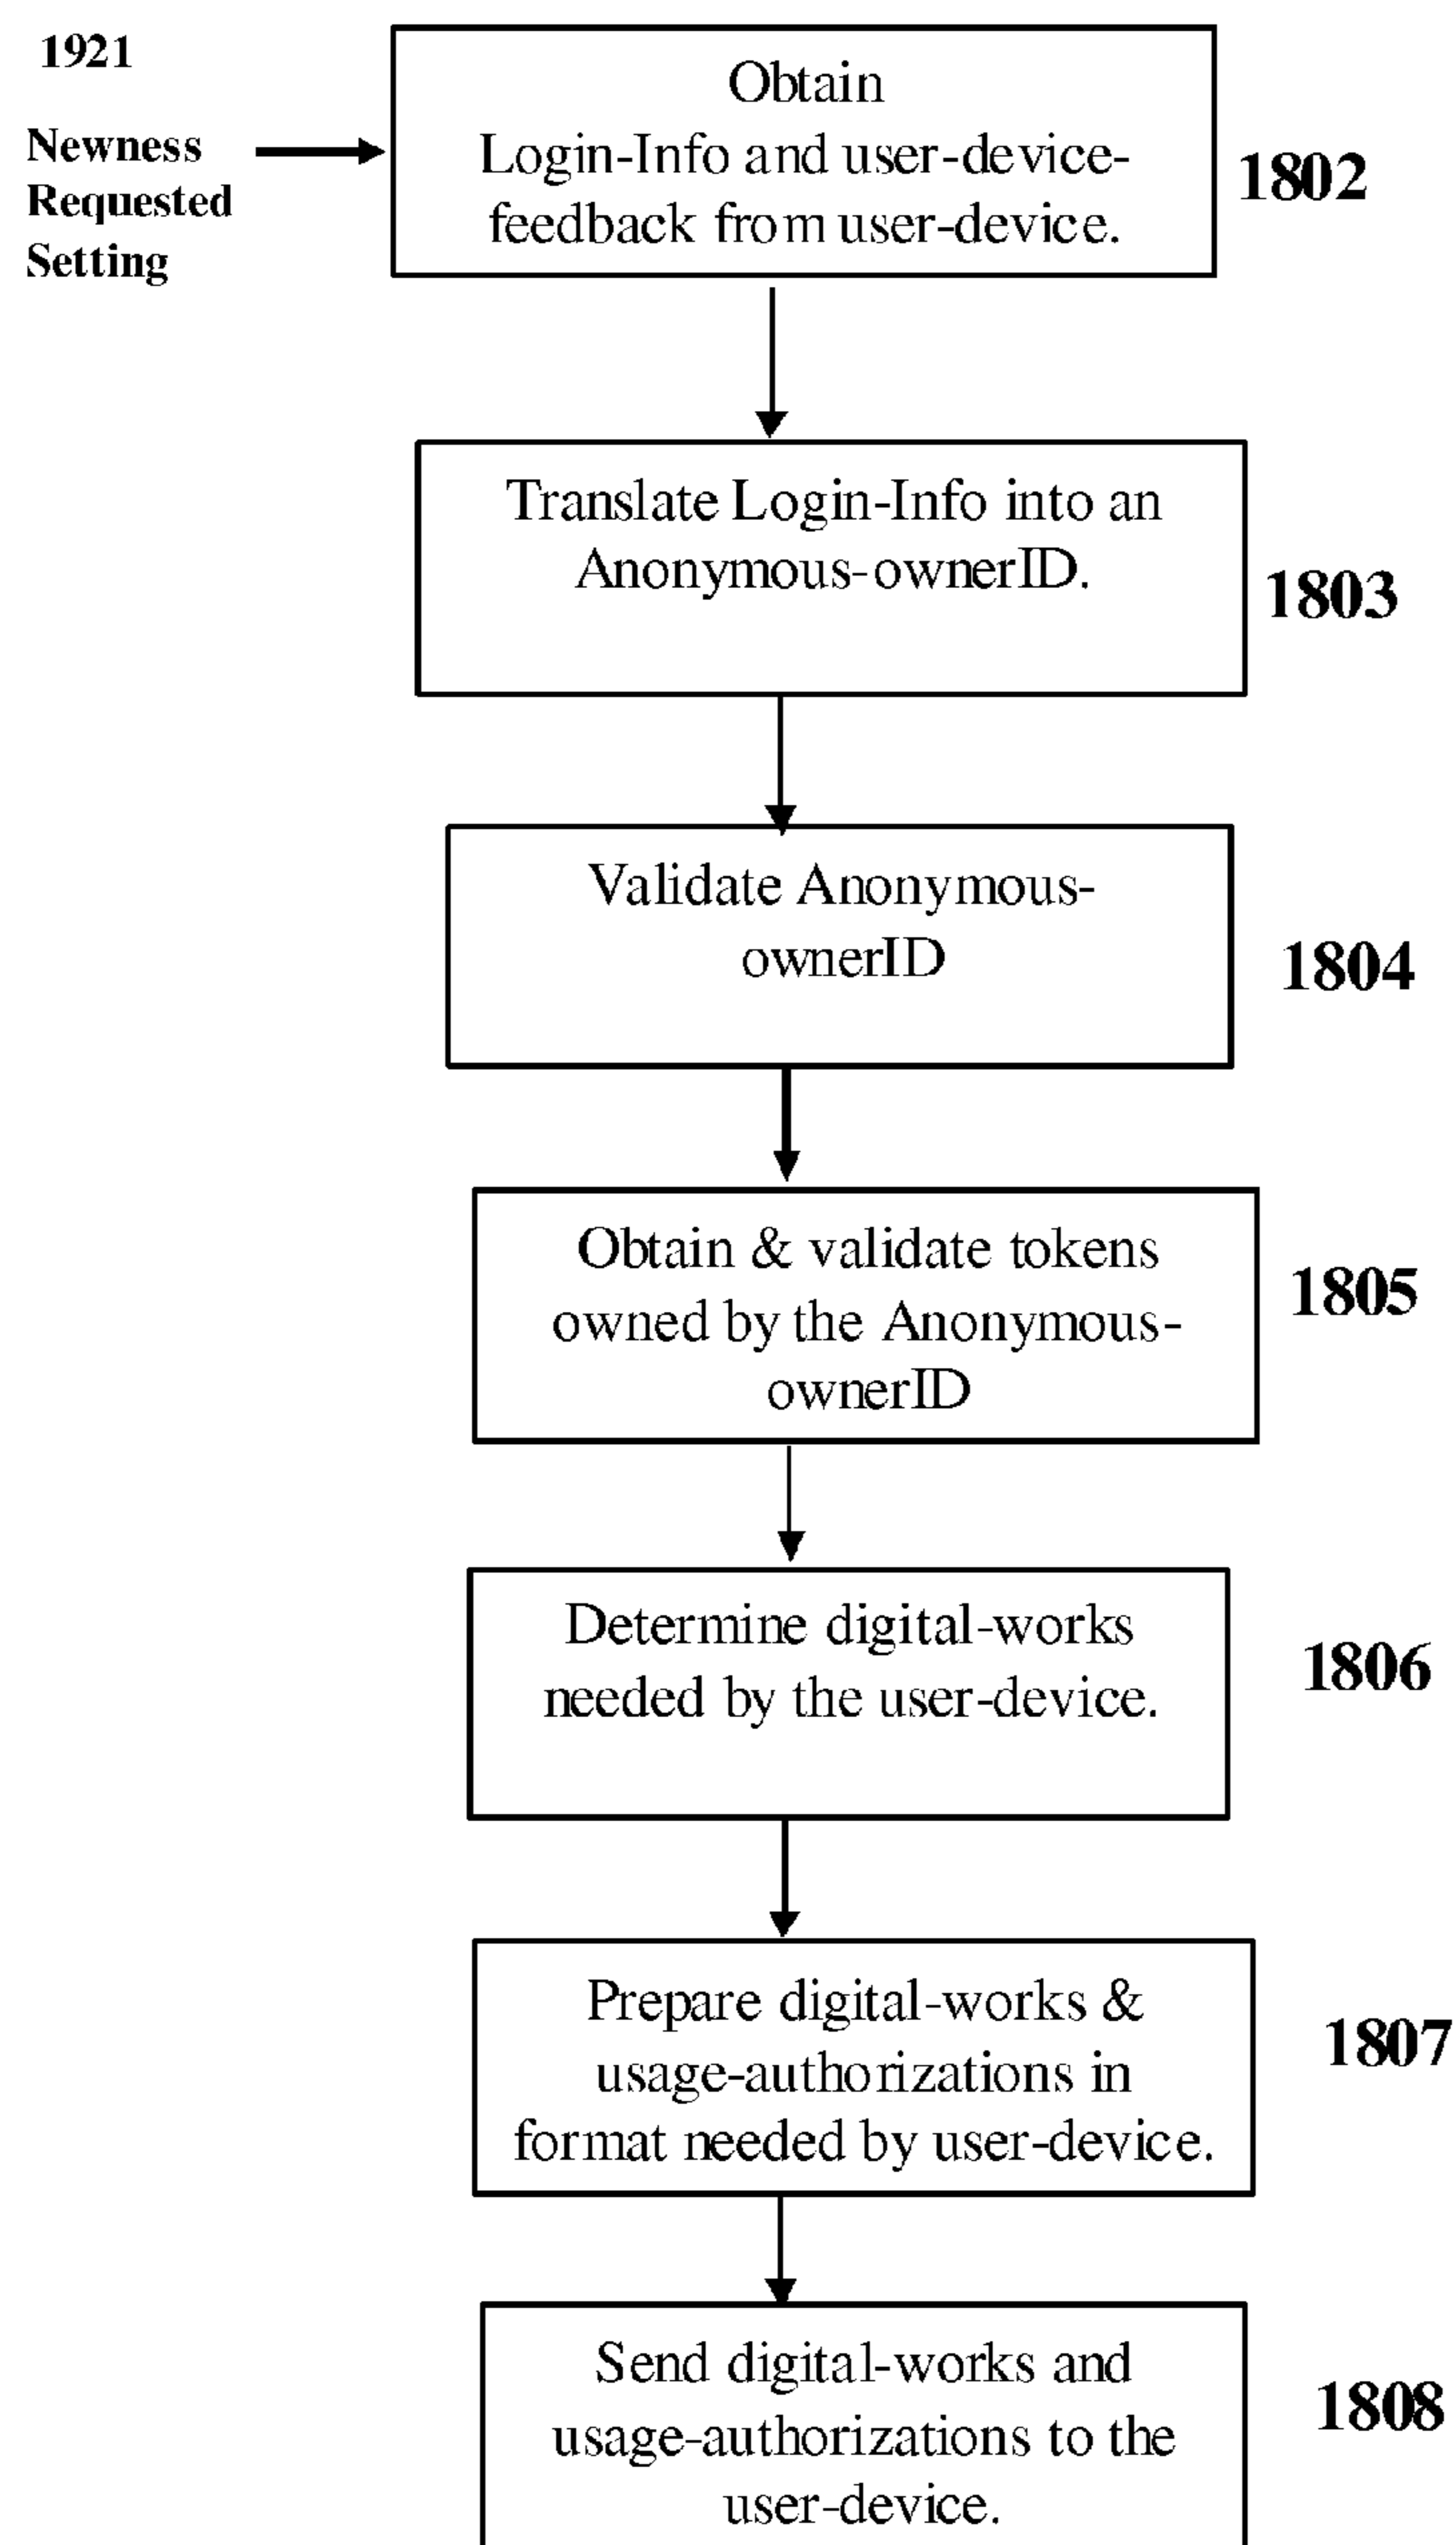 1921
Newness
Requested
Setting
Obtain
Login-Info and user-device-
feedback from user-device.
1802
Translate Login-Info into an
Anonymous-ownerID.
1803
Validate Anonymous-
ownerID
1804
Obtain & validate tokens
owned by the Anonymous-
ownerID
1805
Determine digital-works
needed by the user-device.
1806
Prepare digital-works &
usage-authorizations in
format needed by user-device.
1807
Send digital-works and
usage-authorizations to the
user-device.
1808